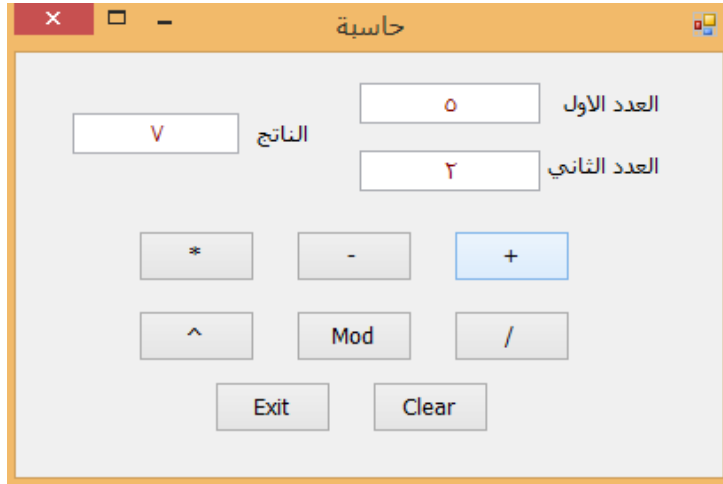 حاسبة
العدد الاول ٥
الناتج ٧
العدد الثاني ٢
+ - *
/ Mod ^
Clear Exit